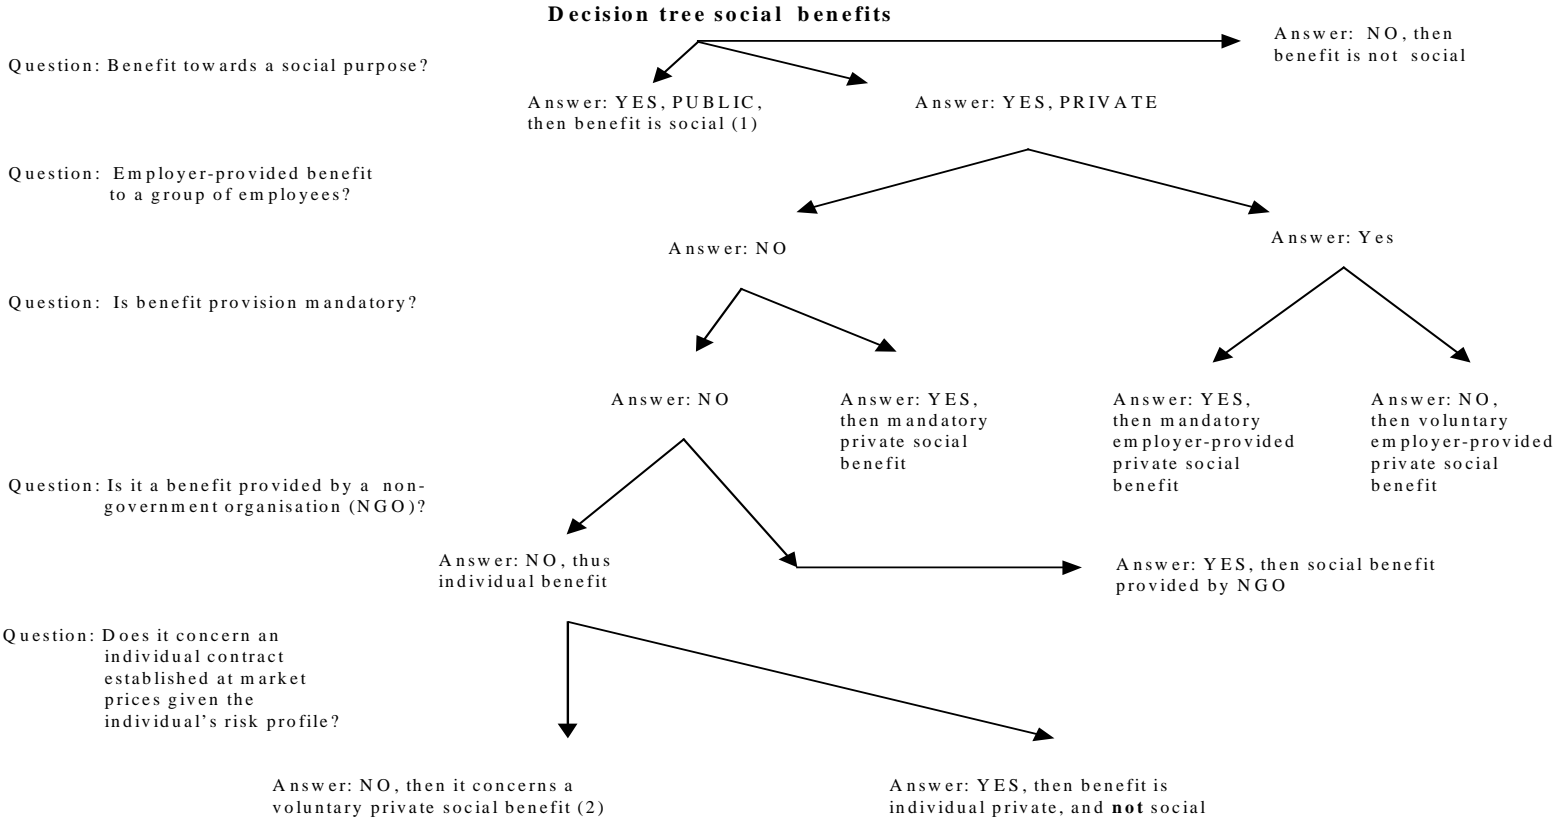 Decision tree social benefits
Answer: NO, then
benefit is not social
Question: Benefit towards a social purpose?
Answer: YES, PUBLIC,
then benefit is social (1)
Answer: YES, PRIVATE
Question: Employer-provided benefit
to a group of employees?
Answer: NO
Answer: Yes
Question: Is benefit provision mandatory?
Answer: NO
Answer: YES,
then mandatory
private social
benefit
Answer: YES,
then mandatory
employer-provided
private social
benefit
Answer: NO,
then voluntary
employer-provided
private social
benefit
Question: Is it a benefit provided by a non-
government organisation (NGO)?
Answer: NO, thus
individual benefit
Answer: YES, then social benefit
provided by NGO
Question: Does it concern an
individual contract
established at market
prices given the
individual's risk profile?
Answer: NO, then it concerns a
voluntary private social benefit (2)
Answer: YES, then benefit is
individual private, and not social